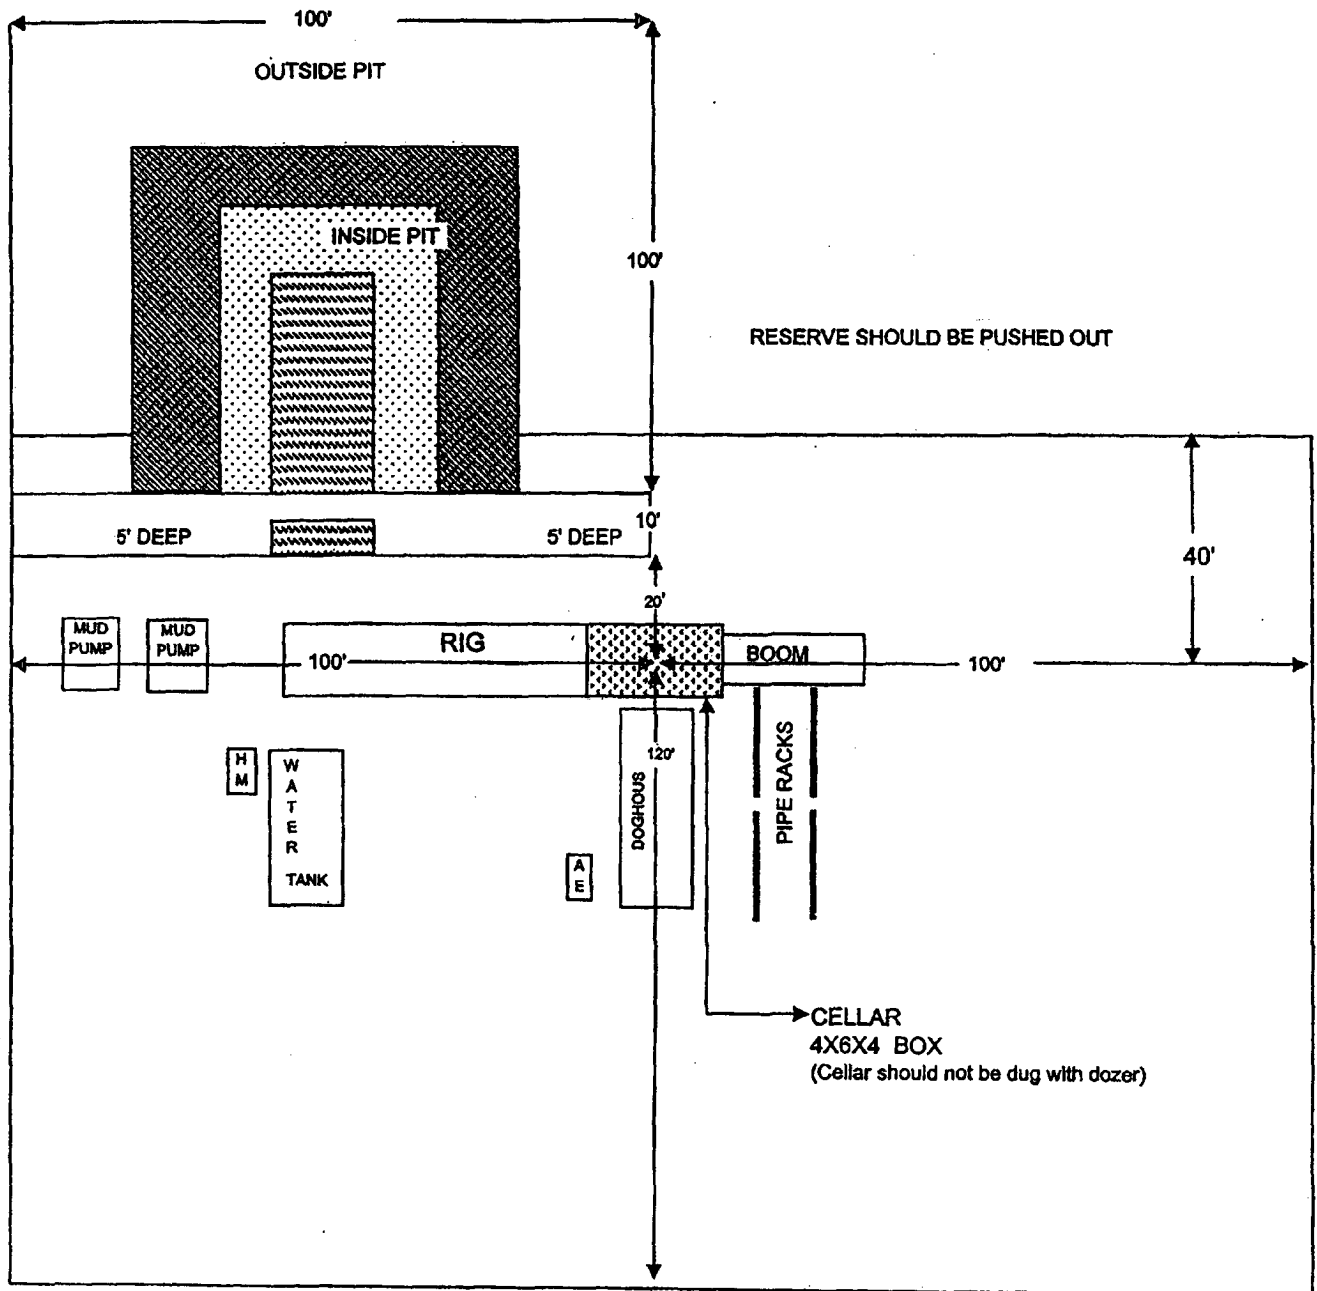 100'
OUTSIDE PIT
INSIDE PIT
100'
RESERVE SHOULD BE PUSHED OUT
10'
5' DEEP
5' DEEP
40'
20'
MUD
PUMP
MUD
PUMP
RIG
BOOM
100'
100'
H
M
W
A
T
E
R
TANK
120'
DOGHOUS
PIPE RACKS
A
E
CELLAR
4X6X4 BOX
(Cellar should not be dug with dozer)